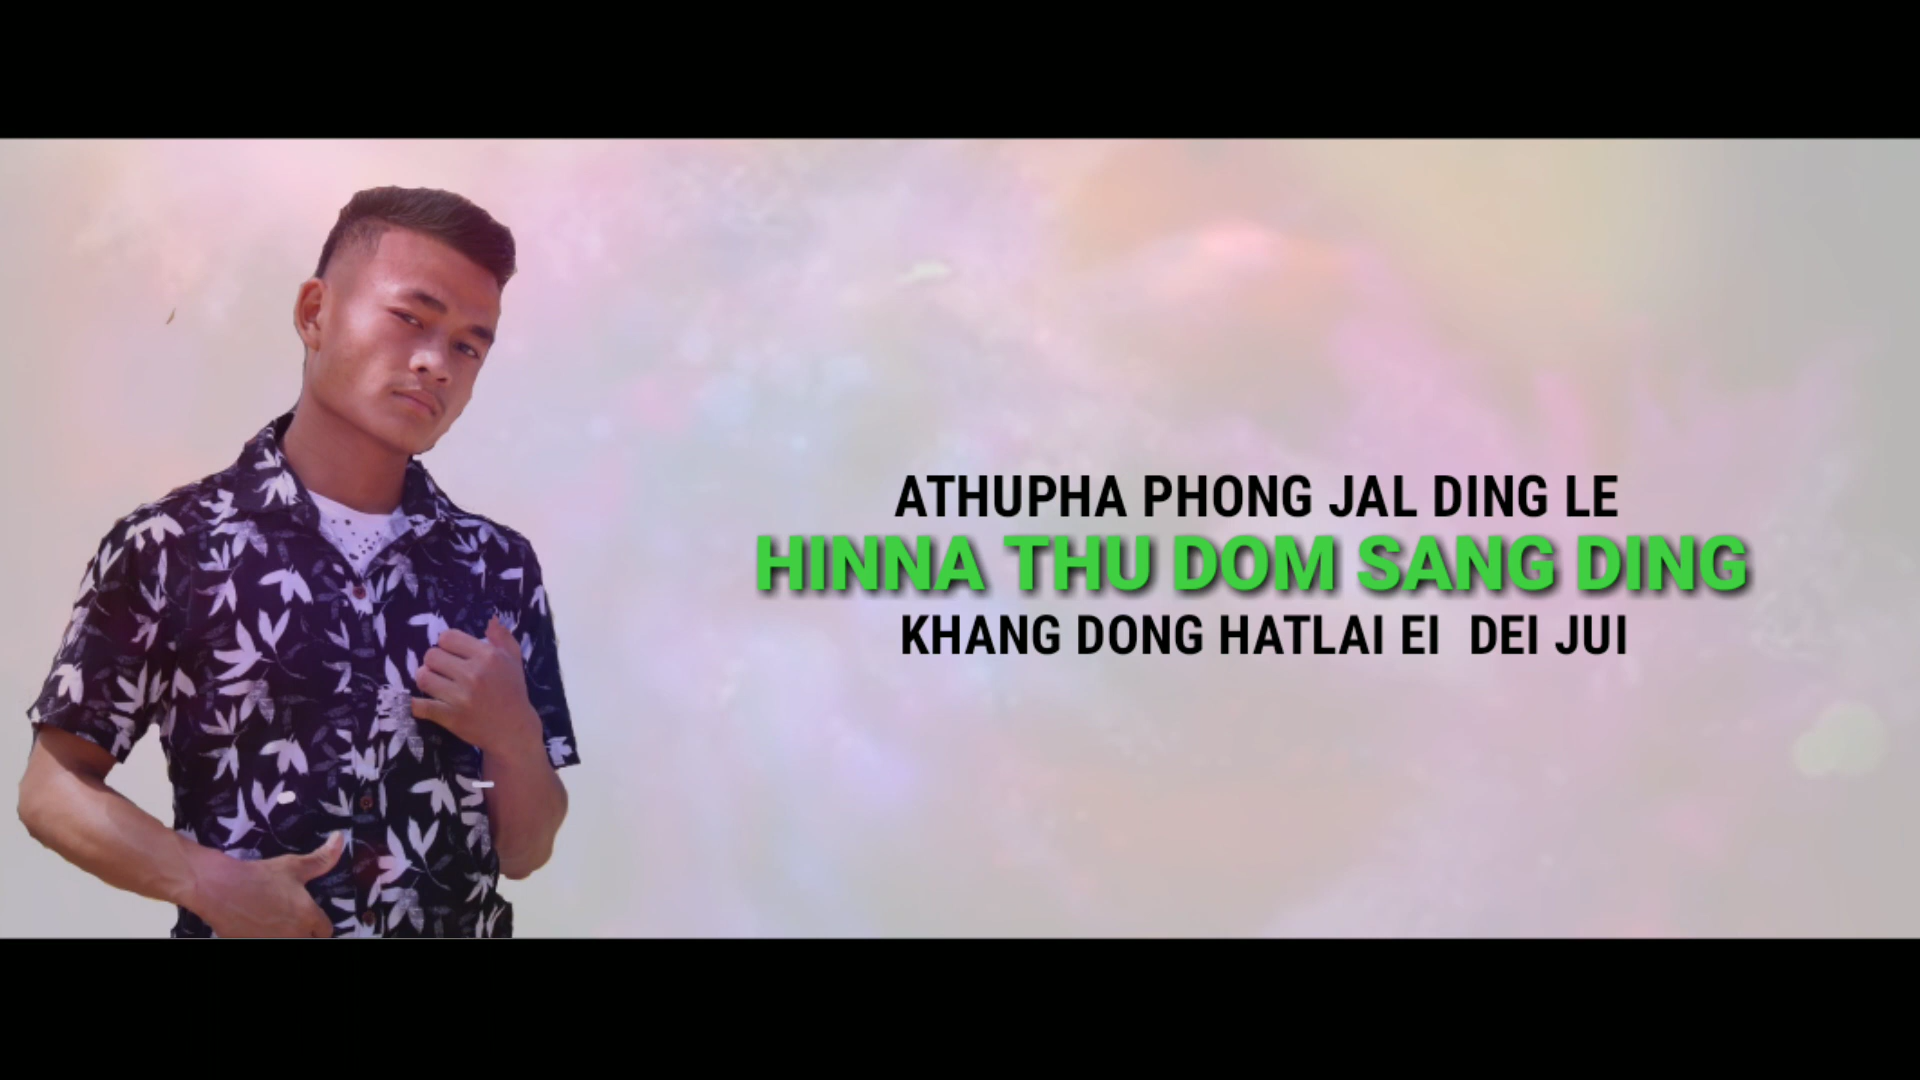 ATHUPHA PHONG JAL DING LE
HINNA THU DOM SANG DING
KHANG DONG HATLAI EI DEI JUI